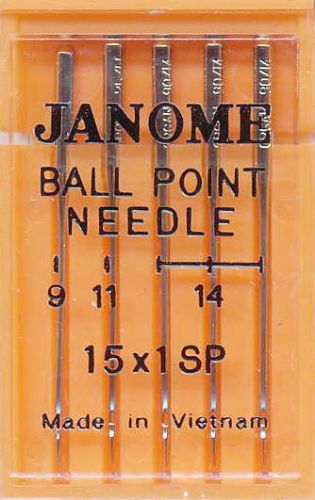 JANOME
BALL POINT
NEEDLE
9 11 14
15x1SP
Made in Vietnam